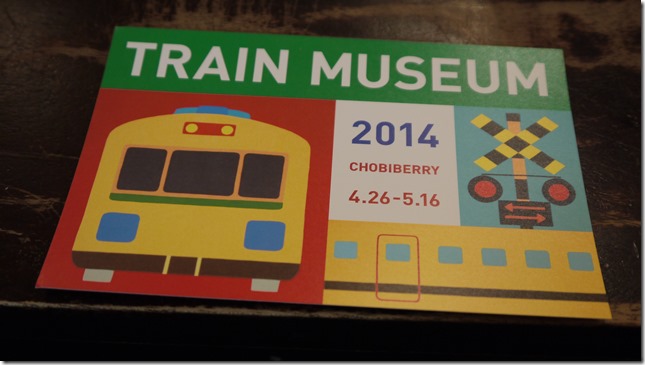 TRAIN MUSEUM
2014
CHOBIBERRY
4.26-5.16